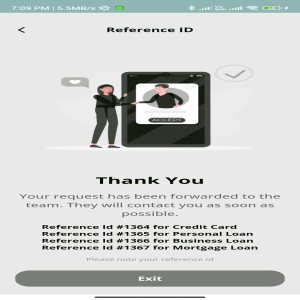 7:09 PM | 5.5MB/s
Reference ID
ACCEPT
Thank You
Your request has been forwarded to the
team. They will contact you as soon as
possible.
Reference Id #1364 for Credit Card
Reference Id #1365 for Personal Loan
Reference Id #1366 for Business Loan
Reference Id #1367 for Mortgage Loan
Please note your reference id
Exit